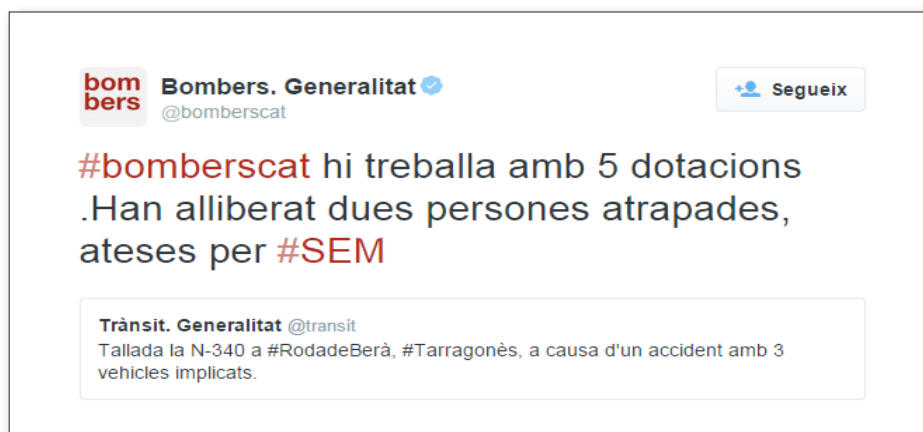 bom
bers
Bombers. Generalitat
@bomberscat
Segueix
#bomberscat hi treballa amb 5 dotacions
.Han alliberat dues persones atrapades,
ateses per #SEM
Trànsit. Generalitat @transit
Tallada la N-340 a #RodadeBerà, #Tarragonès, a causa d'un accident amb 3
vehicles implicats.